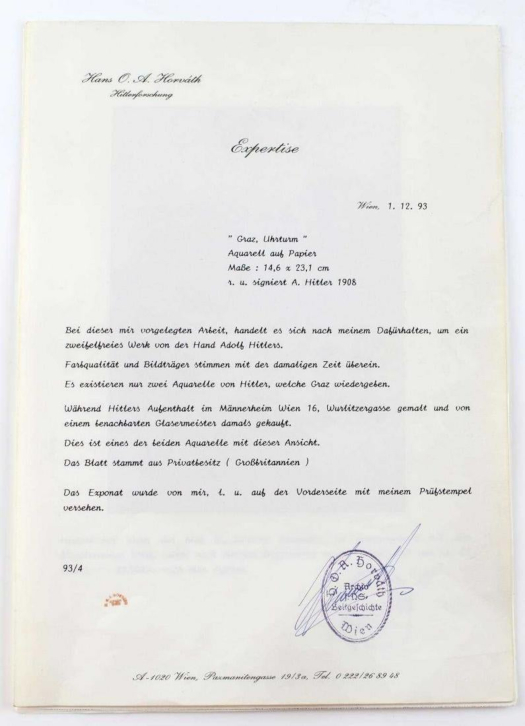 Hans O. A. Horváth
Hitlerforschung
Expertise
Wien, 1. 12. 93
" Graz, Uhrturm "
Aquarell auf Papier
Maße : 14,6 x 23,1 cm
r. u. signiert A. Hitler 1908
Bei dieser mir vorgelegten Arbeit, handelt es sich nach meinem Dafürhalten, um ein
zweifelfreies Werk von der Hand Adolf Hitlers.
Farbqualität und Bildträger stimmen mit der damaligen Zeit überein.
Es existieren nur zwei Aquarelle von Hitler, welche Graz wiedergeben.
Während Hitlers Aufenthalt im Männerheim Wien 16, Wurlitzergasse gemalt und von
einem benachbarten Glasermeister damals gekauft.
Dies ist eines der beiden Aquarelle mit dieser Ansicht.
Das Blatt stammt aus Privatbesitz ( Großbritannien )
Das Exponat wurde von mir, l. u. auf der Vorderseite mit meinem Prüfstempel
versehen.
93/4
H. O. A. Horváth
Archiv
f. NS-
Zeitgeschichte
Wien
A-1020 Wien, Pazmanitengasse 19/3a, Tel. 0 222/26 89 48